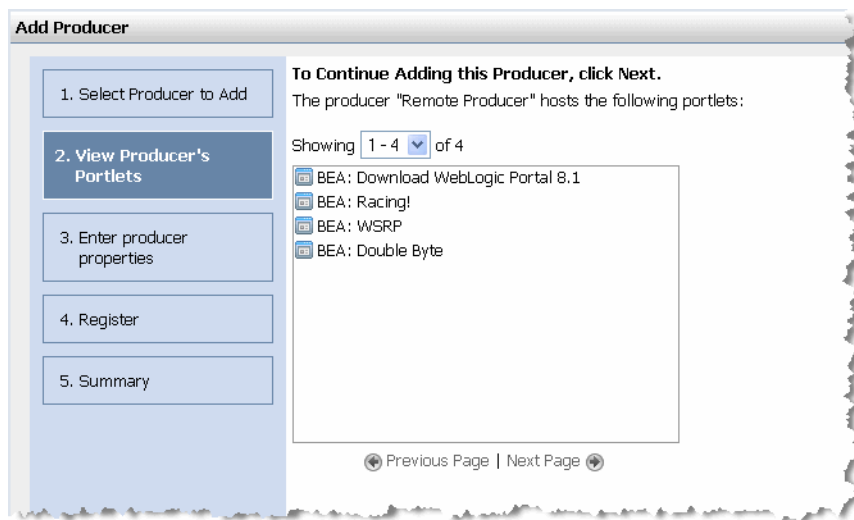 Add Producer
1. Select Producer to Add
2. View Producer's
Portlets
3. Enter producer
properties
4. Register
5. Summary
To Continue Adding this Producer, click Next.
The producer "Remote Producer" hosts the following portlets:
Showing 1 - 4 of 4
BEA: Download WebLogic Portal 8.1
BEA: Racing!
BEA: WSRP
BEA: Double Byte
Previous Page | Next Page